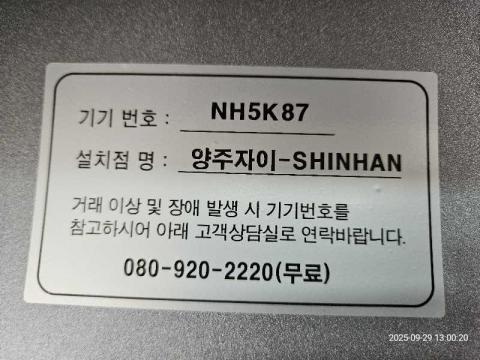 기기 번호 : NH5K87
설치점 명 : 양주자이-SHINHAN
거래 이상 및 장애 발생 시 기기번호를
참고하시어 아래 고객상담실로 연락바랍니다.
080-920-2220(무료)
2025-09-29 13:00:20